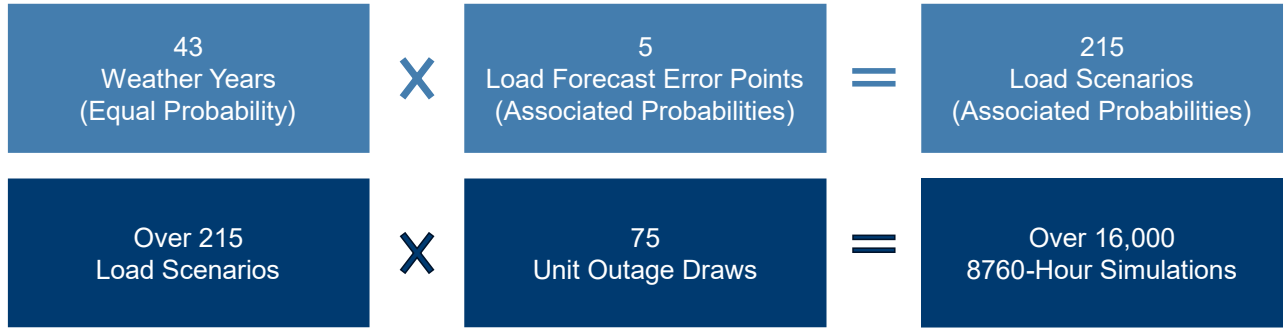 43
Weather Years
(Equal Probability)
×
5
Load Forecast Error Points
(Associated Probabilities)
=
215
Load Scenarios
(Associated Probabilities)
Over 215
Load Scenarios
×
75
Unit Outage Draws
=
Over 16,000
8760-Hour Simulations